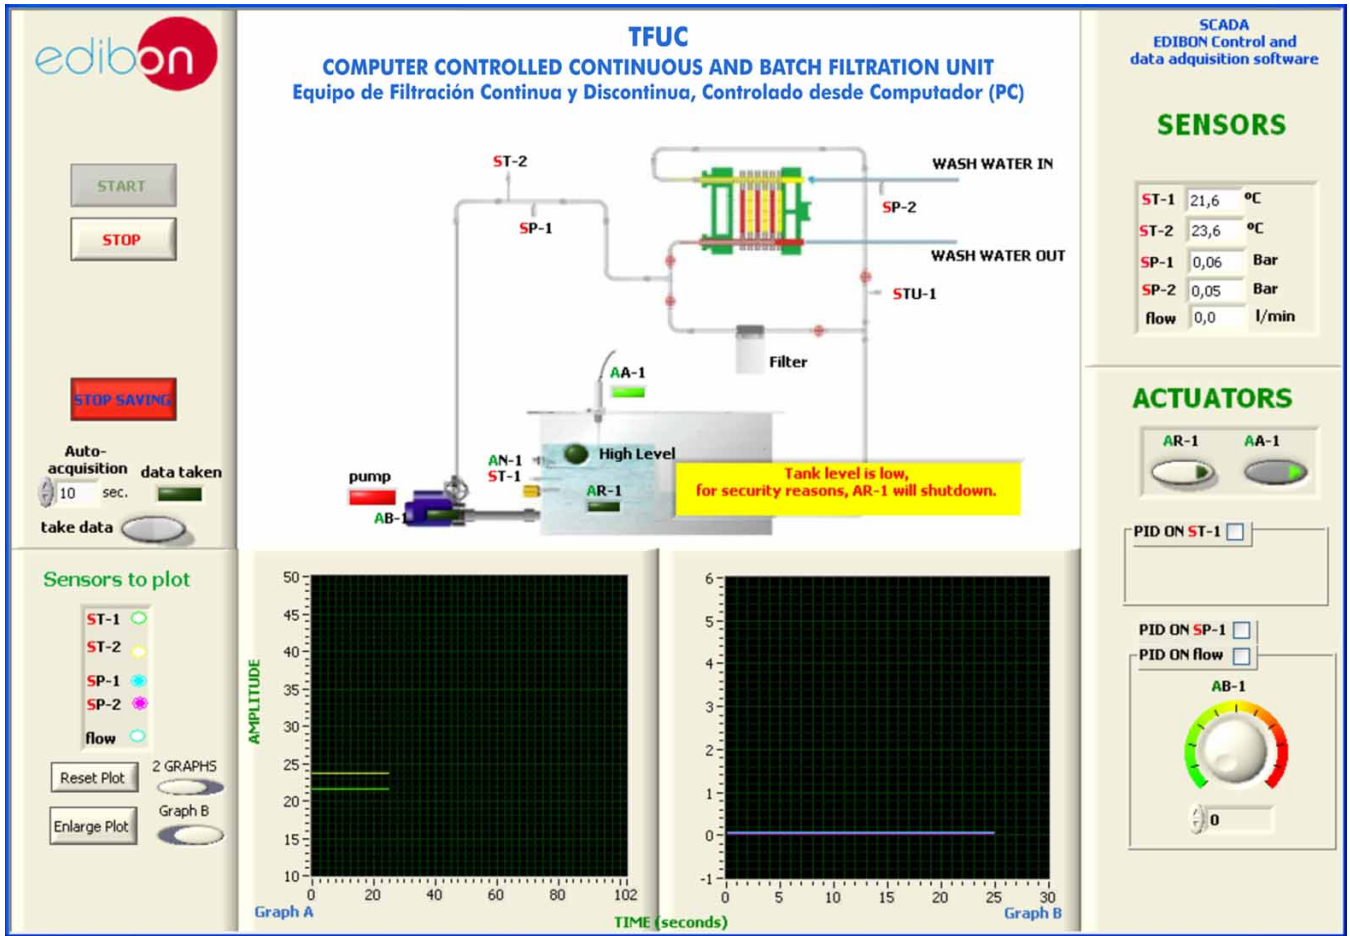 edibon
TFUC
COMPUTER CONTROLLED CONTINUOUS AND BATCH FILTRATION UNIT
Equipo de Filtración Continua y Discontinua, Controlado desde Computador (PC)
SCADA
EDIBON Control and
data adquisition software
START
STOP
STOP SAVING
Auto-
acquisition
10 sec.
data taken
take data
ST-2
SP-1
WASH WATER IN
SP-2
WASH WATER OUT
STU-1
Filter
AA-1
High Level
AN-1
ST-1
AR-1
pump
AB-1
Tank level is low,
for security reasons, AR-1 will shutdown.
SENSORS
ST-1 21,6 ºC
ST-2 23,6 ºC
SP-1 0,06 Bar
SP-2 0,05 Bar
flow 0,0 l/min
ACTUATORS
AR-1 AA-1
PID ON ST-1
PID ON SP-1
PID ON flow
AB-1
0
Sensors to plot
ST-1
ST-2
SP-1
SP-2
flow
Reset Plot
2 GRAPHS
Enlarge Plot
Graph B
AMPLITUDE
50
45
40
35
30
25
20
15
10
0 20 40 60 80 102
Graph A
TIME (seconds)
6
5
4
3
2
1
0
-1
0 5 10 15 20 25 30
Graph B